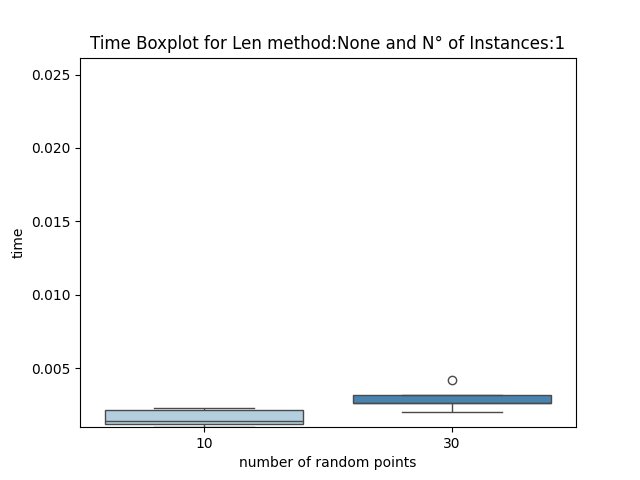 Time Boxplot for Len method:None and N° of Instances:1
0.025
0.020
0.015
0.010
0.005
time
10
30
number of random points